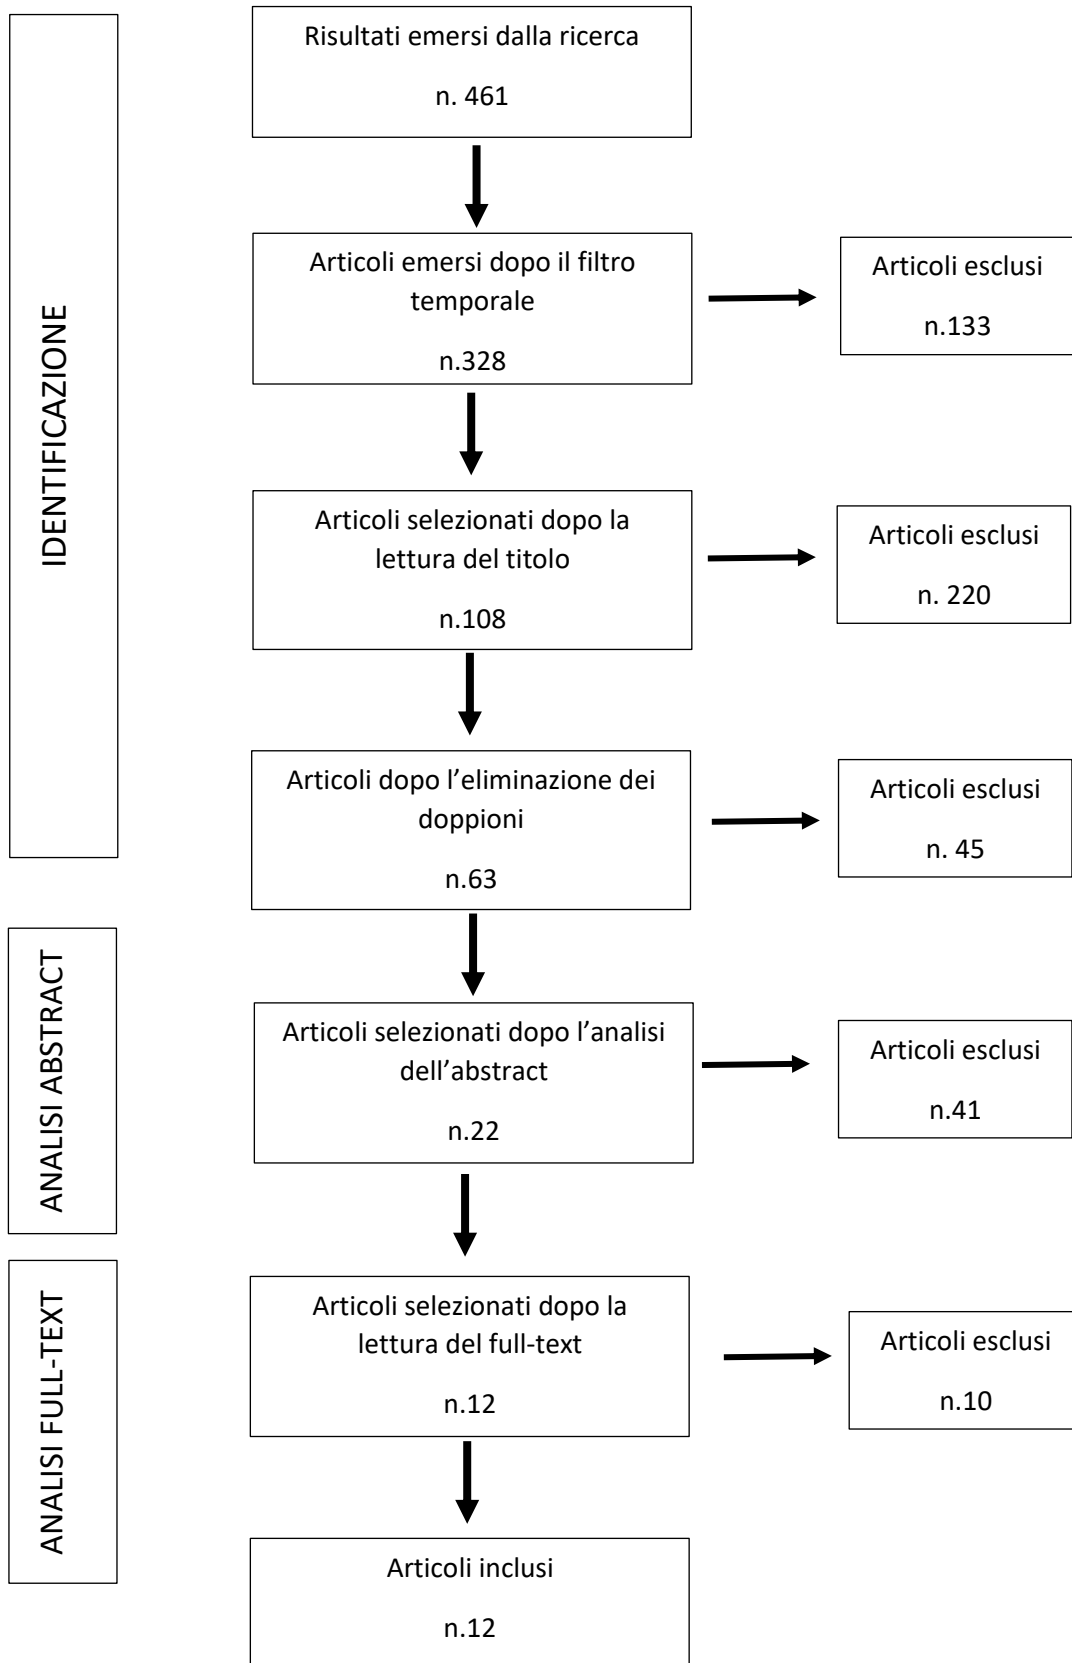 IDENTIFICAZIONE
Risultati emersi dalla ricerca
n. 461
Articoli emersi dopo il filtro
temporale
n.328
Articoli esclusi
n.133
Articoli selezionati dopo la
lettura del titolo
n.108
Articoli esclusi
n. 220
Articoli dopo l’eliminazione dei
doppioni
n.63
Articoli esclusi
n. 45
ANALISI ABSTRACT
Articoli selezionati dopo l’analisi
dell’abstract
n.22
Articoli esclusi
n.41
ANALISI FULL-TEXT
Articoli selezionati dopo la
lettura del full-text
n.12
Articoli esclusi
n.10
Articoli inclusi
n.12